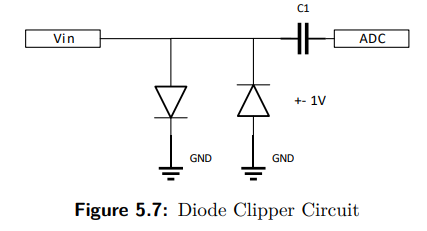 C1
Vin
ADC
+- 1V
GND
GND
Figure 5.7: Diode Clipper Circuit